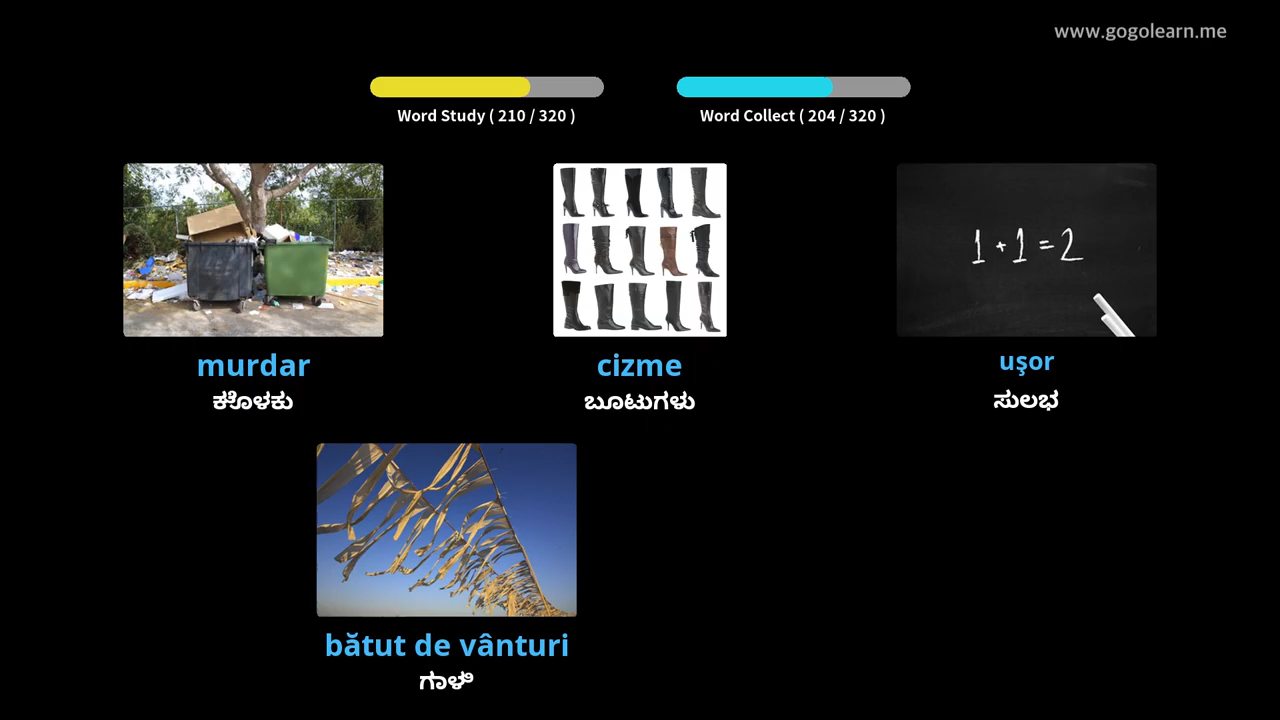 www.gogolearn.me
Word Study ( 210 / 320 )
Word Collect ( 204 / 320 )
1 + 1 = 2
murdar
cizme
uşor
ಕೊಳಕು
ಬೂಟುಗಳು
ಸುಲಭ
bătut de vânturi
ಗಾಳಿ